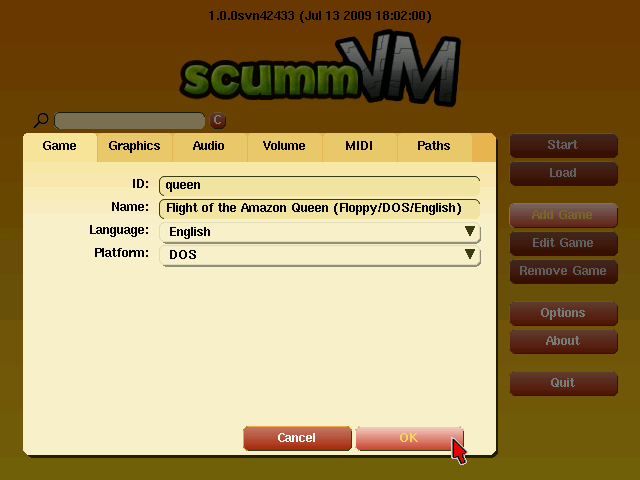 1.0.0svn42433 (Jul 13 2009 18:02:00)
scummVM
C
Game Graphics Audio Volume MIDI Paths
ID: queen
Name: Flight of the Amazon Queen (Floppy/DOS/English)
Language: English
Platform: DOS
Cancel OK
Start
Load
Add Game
Edit Game
Remove Game
Options
About
Quit